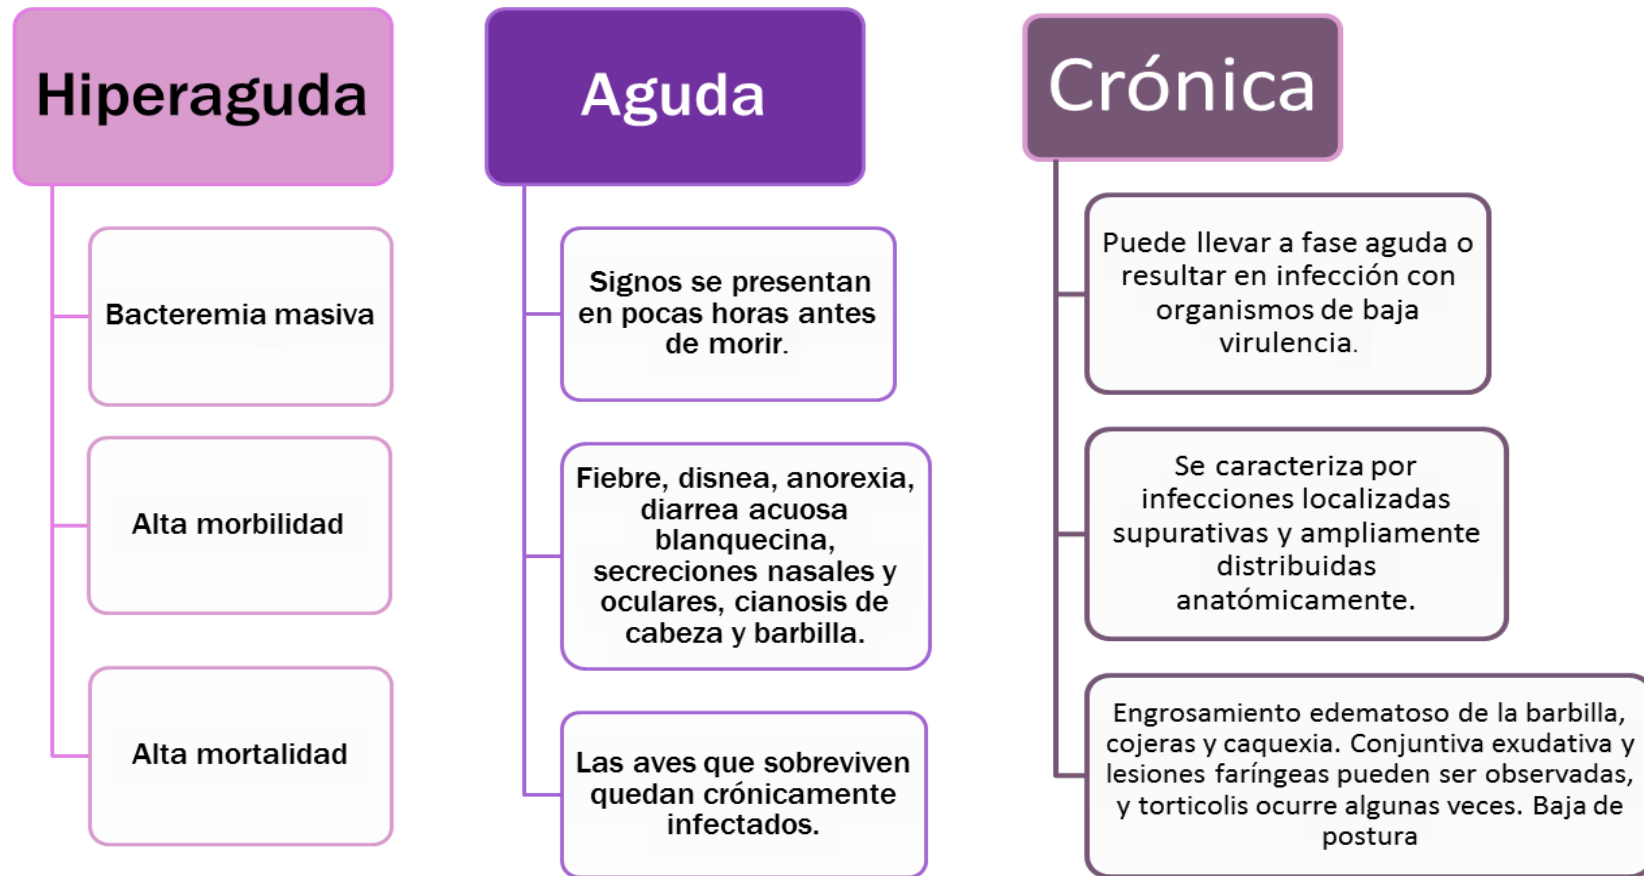 Hiperaguda
Bacteremia masiva
Alta morbilidad
Alta mortalidad
Aguda
Signos se presentan
en pocas horas antes
de morir.
Fiebre, disnea, anorexia,
diarrea acuosa
blanquecina,
secreciones nasales y
oculares, cianosis de
cabeza y barbilla.
Las aves que sobreviven
quedan crónicamente
infectados.
Crónica
Puede llevar a fase aguda o
resultar en infección con
organismos de baja
virulencia.
Se caracteriza por
infecciones localizadas
supurativas y ampliamente
distribuidas
anatómicamente.
Engrosamiento edematoso de la barbilla,
cojeras y caquexia. Conjuntiva exudativa y
lesiones faríngeas pueden ser observadas,
y torticolis ocurre algunas veces. Baja de
postura